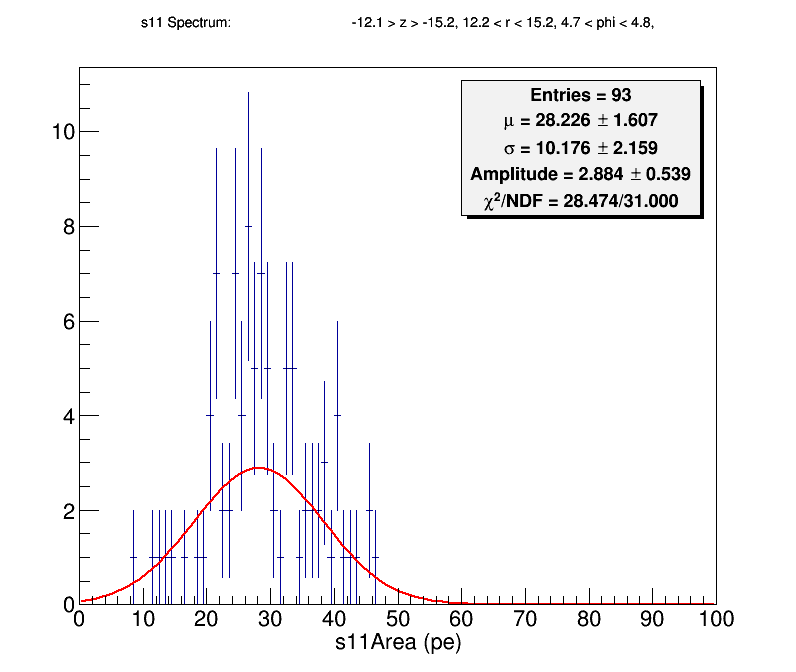 s11 Spectrum: -12.1 > z > -15.2, 12.2 < r < 15.2, 4.7 < phi < 4.8,
Entries = 93
μ = 28.226 ± 1.607
σ = 10.176 ± 2.159
Amplitude = 2.884 ± 0.539
χ²/NDF = 28.474/31.000
10
8
6
4
2
0
0 10 20 30 40 50 60 70 80 90 100
s11Area (pe)